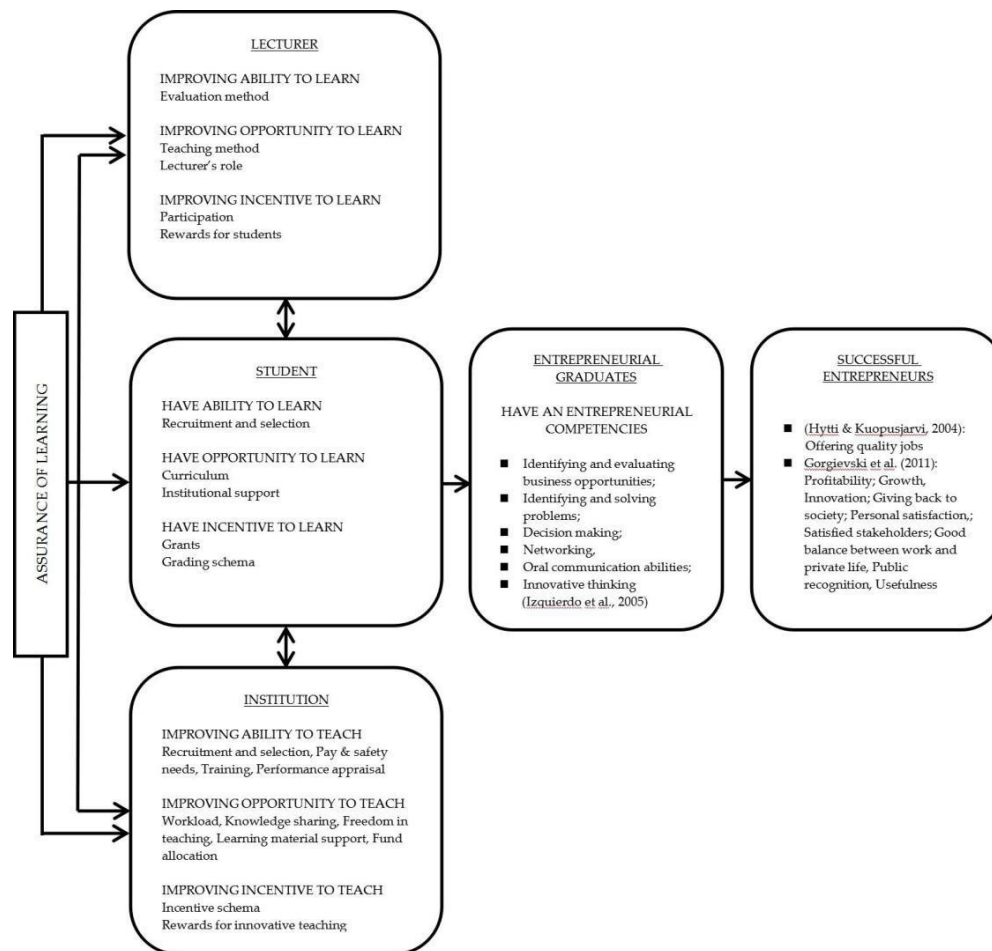 LECTURER
IMPROVING ABILITY TO LEARN
Evaluation method
IMPROVING OPPORTUNITY TO LEARN
Teaching method
Lecturer's role
IMPROVING INCENTIVE TO LEARN
Participation
Rewards for students
ASSURANCE OF LEARNING
STUDENT
HAVE ABILITY TO LEARN
Recruitment and selection
HAVE OPPORTUNITY TO LEARN
Curriculum
Institutional support
HAVE INCENTIVE TO LEARN
Grants
Grading schema
ENTREPRENEURIAL
GRADUATES
HAVE AN ENTREPRENEURIAL
COMPETENCIES
■ Identifying and evaluating
business opportunities;
■ Identifying and solving
problems;
■ Decision making;
■ Networking,
■ Oral communication abilities;
■ Innovative thinking
(Izquierdo et al., 2005)
SUCCESSFUL
ENTREPRENEURS
■ (Hytti & Kuopusjarvi, 2004):
Offering quality jobs
■ Gorgievski et al. (2011):
Profitability; Growth,
Innovation; Giving back to
society; Personal satisfaction,;
Satisfied stakeholders; Good
balance between work and
private life, Public
recognition, Usefulness
INSTITUTION
IMPROVING ABILITY TO TEACH
Recruitment and selection, Pay & safety
needs, Training, Performance appraisal
IMPROVING OPPORTUNITY TO TEACH
Workload, Knowledge sharing, Freedom in
teaching, Learning material support, Fund
allocation
IMPROVING INCENTIVE TO TEACH
Incentive schema
Rewards for innovative teaching